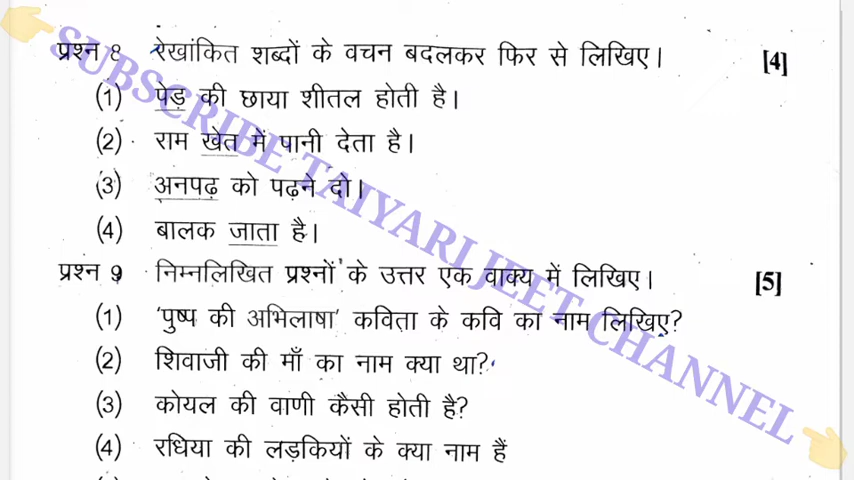 प्रश्न 8 रेखांकित शब्दों के वचन बदलकर फिर से लिखिए। [4]
(1) पेड़ की छाया शीतल होती है।
(2) राम खेत में पानी देता है।
(3) अनपढ़ को पढ़ने दो।
(4) बालक जाता है।
प्रश्न 9 निम्नलिखित प्रश्नों के उत्तर एक वाक्य में लिखिए। [5]
(1) 'पुष्प की अभिलाषा' कविता के कवि का नाम लिखिए?
(2) शिवाजी की माँ का नाम क्या था?
(3) कोयल की वाणी कैसी होती है?
(4) रधिया की लड़कियों के क्या नाम हैं
SUBSCRIBE TAIYARI JEET CHANNEL